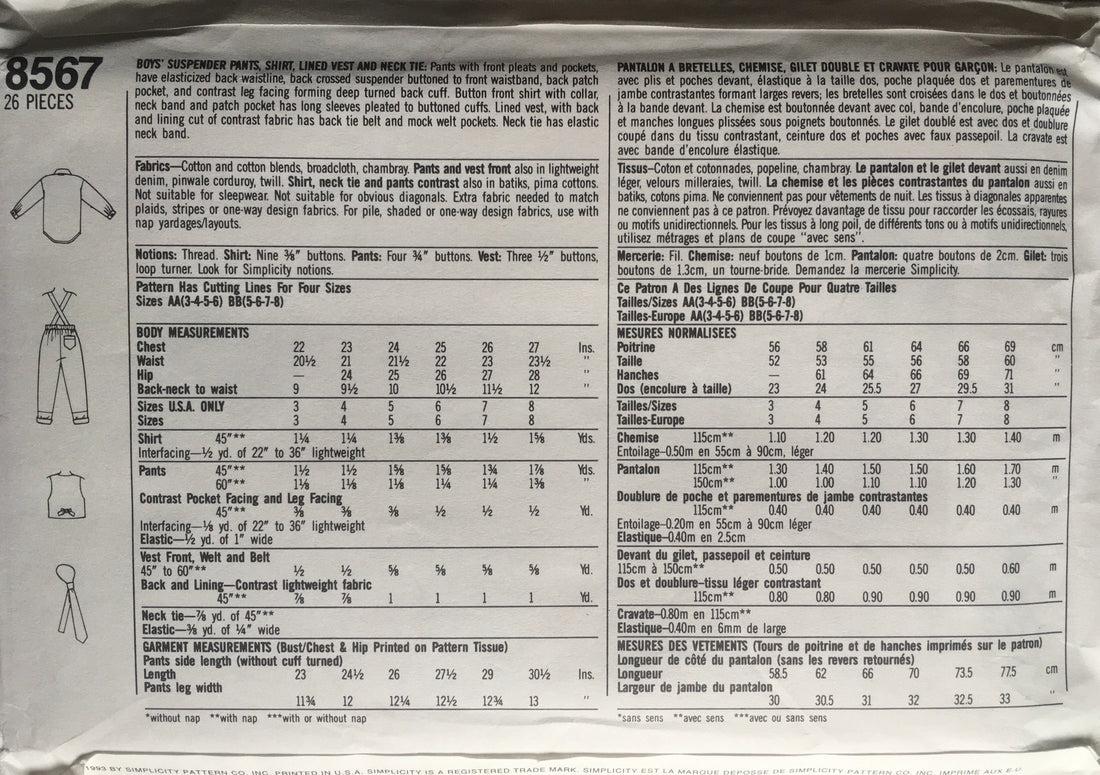 8567
26 PIECES
BOYS' SUSPENDER PANTS, SHIRT, LINED VEST AND NECK TIE: Pants with front pleats and pockets,
have elasticized back waistline, back crossed suspender buttoned to front waistband, back patch
pocket, and contrast leg facing forming deep turned back cuff. Button front shirt with collar,
neck band and patch pocket has long sleeves pleated to buttoned cuffs. Lined vest, with back
and lining cut of contrast fabric has back tie belt and mock welt pockets. Neck tie has elastic
neck band.
Fabrics—Cotton and cotton blends, broadcloth, chambray. Pants and vest front also in lightweight
denim, pinwale corduroy, twill. Shirt, neck tie and pants contrast also in batiks, pima cottons.
Not suitable for sleepwear. Not suitable for obvious diagonals. Extra fabric needed to match
plaids, stripes or one-way design fabrics. For pile, shaded or one-way design fabrics, use with
nap yardages/layouts.
Notions: Thread. Shirt: Nine ⅜" buttons. Pants: Four ¾" buttons. Vest: Three ½" buttons,
loop turner. Look for Simplicity notions.
Pattern Has Cutting Lines For Four Sizes
Sizes AA(3-4-5-6) BB(5-6-7-8)
BODY MEASUREMENTS
Chest 22 23 24 25 26 27 Ins.
Waist 20½ 21 21½ 22 23 23½ "
Hip — 24 25 26 27 28 "
Back-neck to waist 9 9½ 10 10½ 11½ 12 "
Sizes U.S.A. ONLY 3 4 5 6 7 8
Sizes 3 4 5 6 7 8
Shirt 45"** 1¼ 1¼ 1⅜ 1⅜ 1½ 1⅝ Yds.
Interfacing—½ yd. of 22" to 36" lightweight
Pants 45"** 1½ 1½ 1⅝ 1⅝ 1¾ 1⅞ Yds.
60"** 1⅛ 1⅛ 1⅛ 1¼ 1¼ 1⅜ "
Contrast Pocket Facing and Leg Facing
45"** ⅜ ⅜ ⅜ ½ ½ ½ Yd.
Interfacing—⅛ yd. of 22" to 36" lightweight
Elastic—½ yd. of 1" wide
Vest Front, Welt and Belt
45" to 60"** ½ ½ ⅝ ⅝ ⅝ ⅝ Yd.
Back and Lining—Contrast lightweight fabric
45"** ⅞ ⅞ 1 1 1 1 Yd.
Neck tie—⅞ yd. of 45"**
Elastic—⅜ yd. of ¼" wide
GARMENT MEASUREMENTS (Bust/Chest & Hip Printed on Pattern Tissue)
Pants side length (without cuff turned)
Length 23 24½ 26 27½ 29 30½ Ins.
Pants leg width
11¾ 12 12¼ 12½ 12¾ 13 "
*without nap **with nap ***with or without nap
PANTALON A BRETELLES, CHEMISE, GILET DOUBLE ET CRAVATE POUR GARÇON: Le pantalon est
avec plis et poches devant, élastique à la taille dos, poche plaquée dos et parementures de
jambe contrastantes formant larges revers; les bretelles sont croisées dans le dos et boutonnées
à la bande devant. La chemise est boutonnée devant avec col, bande d'encolure, poche plaquée
et manches longues plissées sous poignets boutonnés. Le gilet doublé est avec dos et doublure
coupé dans du tissu contrastant, ceinture dos et poches avec faux passepoil. La cravate est
avec bande d'encolure élastique.
Tissus—Coton et cotonnades, popeline, chambray. Le pantalon et le gilet devant aussi en denim
léger, velours milleraies, twill. La chemise et les pièces contrastantes du pantalon aussi en
batiks, cotons pima. Ne conviennent pas pour vêtements de nuit. Les tissus à diagonales apparentes
ne conviennent pas à ce patron. Prévoyez davantage de tissu pour raccorder les écossais, rayures
ou motifs unidirectionnels. Pour les tissus à long poil, de différents tons ou à motifs unidirectionnels,
utilisez métrages et plans de coupe "avec sens".
Mercerie: Fil. Chemise: neuf boutons de 1cm. Pantalon: quatre boutons de 2cm. Gilet: trois
boutons de 1.3cm, un tourne-bride. Demandez la mercerie Simplicity.
Ce Patron A Des Lignes De Coupe Pour Quatre Tailles
Tailles/Sizes AA(3-4-5-6) BB(5-6-7-8)
Tailles-Europe AA(3-4-5-6) BB(5-6-7-8)
MESURES NORMALISEES
Poitrine 56 58 61 64 66 69 cm
Taille 52 53 55 56 58 60 "
Hanches — 61 64 66 69 71 "
Dos (encolure à taille) 23 24 25.5 27 29.5 31 "
Tailles/Sizes 3 4 5 6 7 8
Tailles-Europe 3 4 5 6 7 8
Chemise 115cm** 1.10 1.20 1.20 1.30 1.30 1.40 m
Entoilage-0.50m en 55cm à 90cm, léger
Pantalon 115cm** 1.30 1.40 1.50 1.50 1.60 1.70 m
150cm** 1.00 1.00 1.10 1.10 1.20 1.30 "
Doublure de poche et parementures de jambe contrastantes
115cm** 0.40 0.40 0.40 0.40 0.40 0.40 m
Entoilage-0.20m en 55cm à 90cm léger
Elastique-0.40m en 2.5cm
Devant du gilet, passepoil et ceinture
115cm à 150cm** 0.50 0.50 0.50 0.50 0.50 0.60 m
Dos et doublure-tissu léger contrastant
115cm** 0.80 0.80 0.90 0.90 0.90 0.90 m
Cravate-0.80m en 115cm**
Elastique-0.40m en 6mm de large
MESURES DES VETEMENTS (Tours de poitrine et de hanches imprimés sur le patron)
Longueur de côté du pantalon (sans les revers retournés)
Longueur 58.5 62 66 70 73.5 77.5 cm
Largeur de jambe du pantalon
30 30.5 31 32 32.5 33 "
*sans sens **avec sens ***avec ou sans sens
1993 BY SIMPLICITY PATTERN CO. INC. PRINTED IN U.S.A. SIMPLICITY IS A REGISTERED TRADE MARK. SIMPLICITY EST LA MARQUE DEPOSSE DE SIMPLICITY PATTERN CO. INC. IMPRIME AUX E.U.